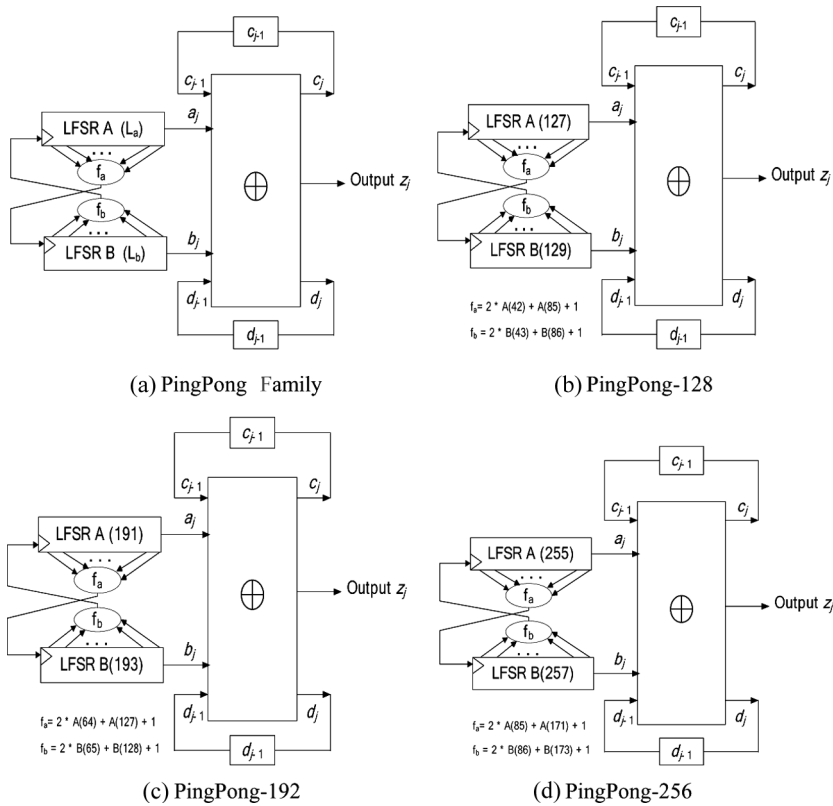 c_{j-1}
c_{j-1} c_j
LFSR A (L_a) a_j
...
f_a
Output z_j
f_b
...
LFSR B (L_b) b_j
d_{j-1} d_j
d_{j-1}
(a) PingPong Family
c_{j-1}
c_{j-1} c_j
LFSR A (127) a_j
...
f_a
Output z_j
f_b
...
LFSR B(129) b_j
d_{j-1} d_j
f_a= 2 * A(42) + A(85) + 1
f_b = 2 * B(43) + B(86) + 1
d_{j-1}
(b) PingPong-128
c_{j-1}
c_{j-1} c_j
LFSR A (191) a_j
...
f_a
Output z_j
f_b
...
LFSR B(193) b_j
d_{j-1} d_j
f_a= 2 * A(64) + A(127) + 1
f_b = 2 * B(65) + B(128) + 1
d_{j-1}
(c) PingPong-192
c_{j-1}
c_{j-1} c_j
LFSR A (255) a_j
...
f_a
Output z_j
f_b
...
LFSR B(257) b_j
d_{j-1} d_j
f_a= 2 * A(85) + A(171) + 1
f_b = 2 * B(86) + B(173) + 1
d_{j-1}
(d) PingPong-256